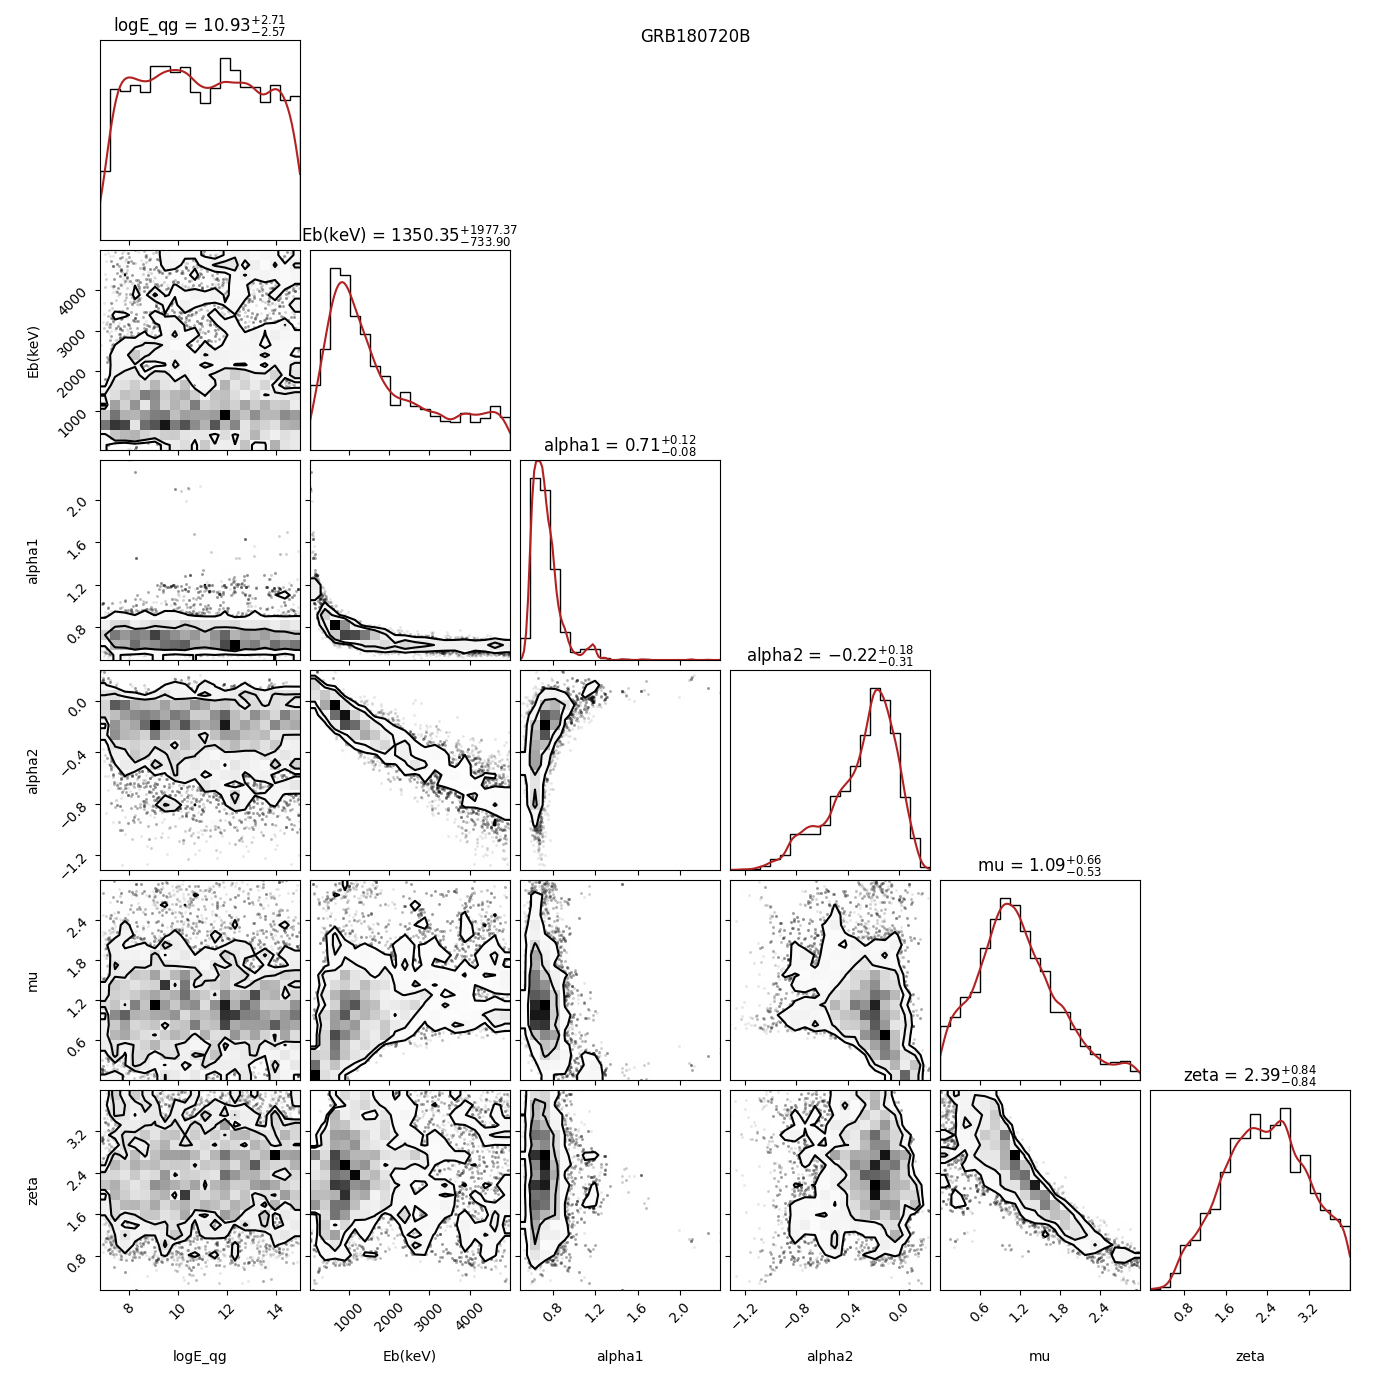 GRB180720B
logE_qg = 10.93+2.71 −2.57
Eb(keV) = 1350.35+1977.37 −733.90
Eb(keV)
4000
3000
2000
1000
alpha1 = 0.71+0.12 −0.08
alpha1
2.0
1.6
1.2
0.8
alpha2 = −0.22+0.18 −0.31
alpha2
0.0
−0.4
−0.8
−1.2
mu = 1.09+0.66 −0.53
mu
2.4
1.8
1.2
0.6
zeta = 2.39+0.84 −0.84
zeta
3.2
2.4
1.6
0.8
8 10 12 14
1000 2000 3000 4000
0.8 1.2 1.6 2.0
−1.2 −0.8 −0.4 0.0
0.6 1.2 1.8 2.4
0.8 1.6 2.4 3.2
logE_qg Eb(keV) alpha1 alpha2 mu zeta